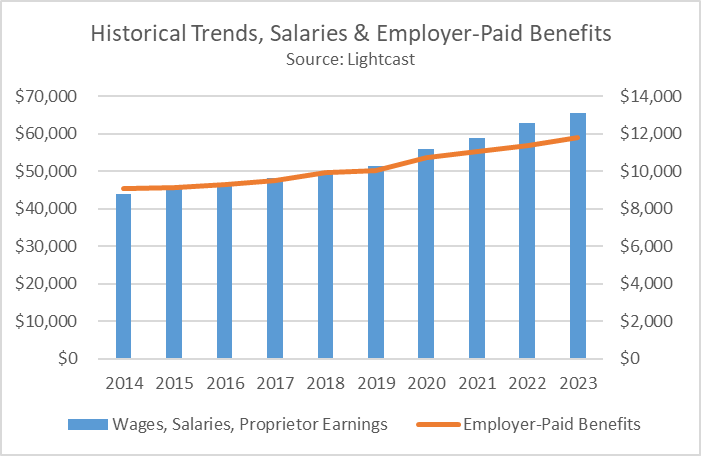 Historical Trends, Salaries & Employer-Paid Benefits
Source: Lightcast
$70,000 $14,000
$60,000 $12,000
$50,000 $10,000
$40,000 $8,000
$30,000 $6,000
$20,000 $4,000
$10,000 $2,000
$0 $0
2014 2015 2016 2017 2018 2019 2020 2021 2022 2023
Wages, Salaries, Proprietor Earnings Employer-Paid Benefits